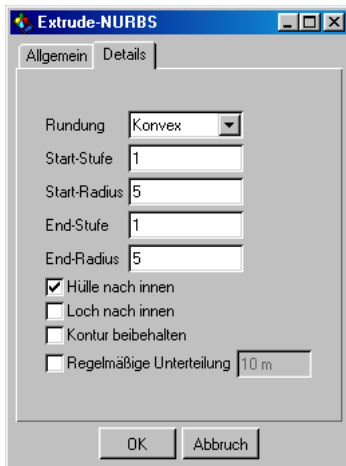 Extrude-NURBS
Allgemein Details
Rundung Konvex
Start-Stufe 1
Start-Radius 5
End-Stufe 1
End-Radius 5
Hülle nach innen
Loch nach innen
Kontur beibehalten
Regelmäßige Unterteilung 10 m
OK Abbruch